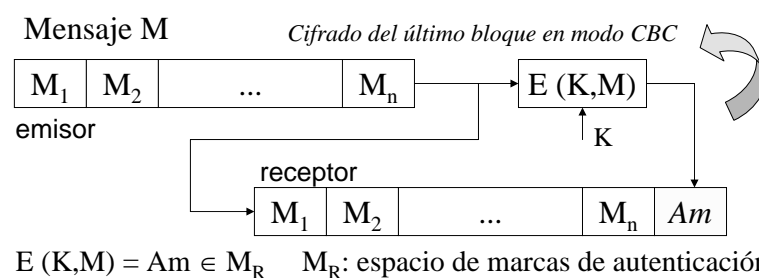 Mensaje M
Cifrado del último bloque en modo CBC
M1 M2 ... Mn E (K,M)
emisor
K
receptor
M1 M2 ... Mn Am
E (K,M) = Am ∈ MR MR: espacio de marcas de autenticación